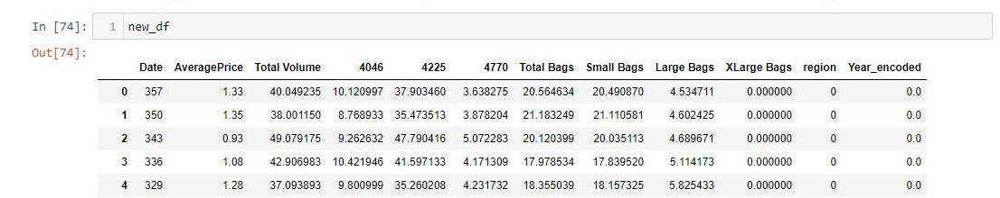 In [74]: 1 new_df
Out[74]:
Date AveragePrice Total Volume 4046 4225 4770 Total Bags Small Bags Large Bags XLarge Bags region Year_encoded
0 357 1.33 40.049235 10.120997 37.903460 3.638275 20.564634 20.490870 4.534711 0.000000 0 0.0
1 350 1.35 38.001150 8.768933 35.473513 3.878204 21.183249 21.110581 4.602425 0.000000 0 0.0
2 343 0.93 49.079175 9.262632 47.790416 5.072283 20.120399 20.035113 4.689671 0.000000 0 0.0
3 336 1.08 42.906983 10.421946 41.597133 4.171309 17.978534 17.839520 5.114173 0.000000 0 0.0
4 329 1.28 37.093893 9.800999 35.260208 4.231732 18.355039 18.157325 5.825433 0.000000 0 0.0